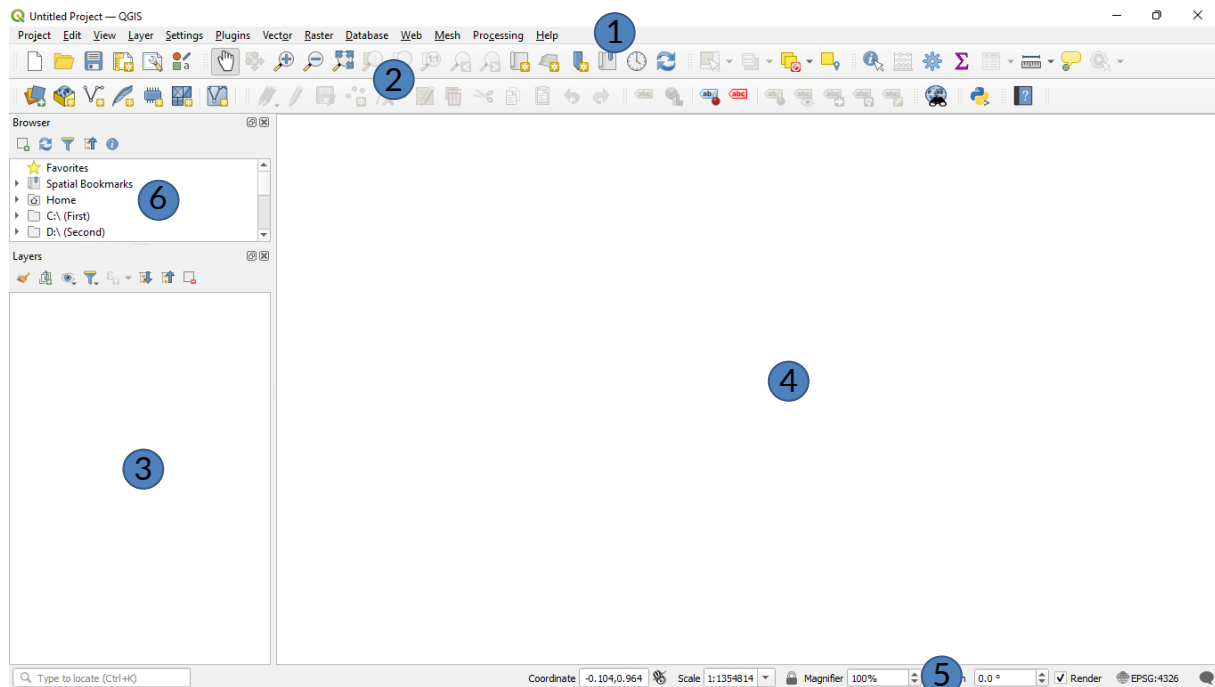 Untitled Project — QGIS
Project Edit View Layer Settings Plugins Vector Raster Database Web Mesh Processing Help
1
2
Browser
Favorites
Spatial Bookmarks
Home
C:\ (First)
D:\ (Second)
6
Layers
3
4
Type to locate (Ctrl+K)
Coordinate -0.104,0.964 Scale 1:1354814 Magnifier 100% 5 0.0 ° Render EPSG:4326